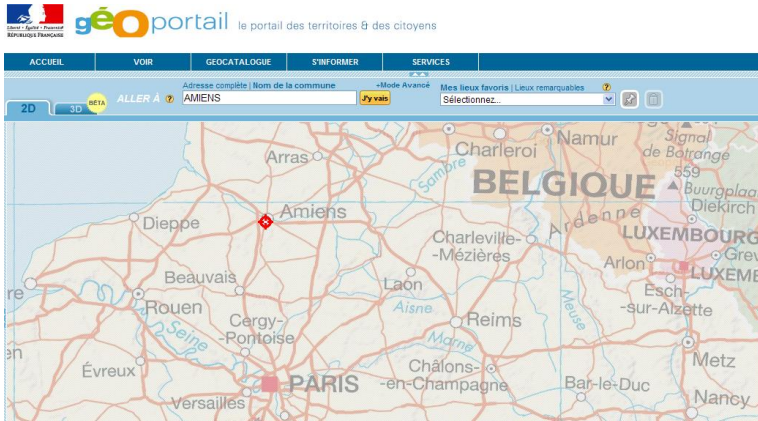 Liberté • Égalité • Fraternité
RÉPUBLIQUE FRANÇAISE
géoportail le portail des territoires & des citoyens
ACCUEIL VOIR GEOCATALOGUE S'INFORMER SERVICES
2D 3D BÊTA
ALLER À ?
Adresse complète | Nom de la commune +Mode Avancé
AMIENS J'y vais
Mes lieux favoris | Lieux remarquables ?
Sélectionnez...
Charleroi
Namur
Signal
de Botrange
Arras
Sambre
559
BELGIQUE
Buurgplaa
Diekirch
Dieppe
Amiens
Ardenne
Charleville-
-Mézières
LUXEMBOURG
Arlon
Grev
LUXEME
Beauvais
Laon
Esch-
-sur-Alzette
re
Rouen
Aisne
Meuse
Cergy-
-Pontoise
Reims
Seine
en
Marne
Évreux
Châlons-
-en-Champagne
Metz
PARIS
Bar-le-Duc
Versailles
Nancy